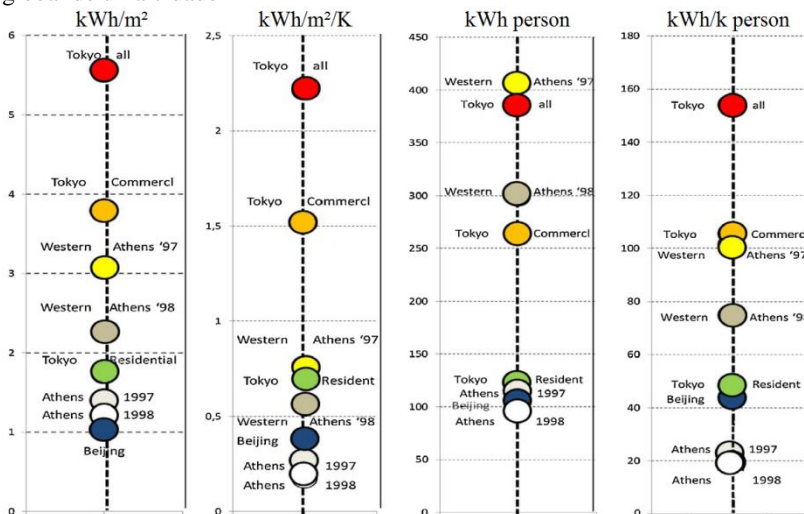 kWh/m²
6
5
4
3
2
1
0
Tokyo all
Tokyo Commercl
Western Athens ‘97
Western Athens ‘98
Tokyo Residential
Athens 1997
Athens 1998
Beijing
kWh/m²/K
2,5
2
1,5
1
0,5
0
Tokyo all
Tokyo Commercl
Western Athens ‘97
Tokyo Resident
Western Athens ‘98
Beijing
Athens 1997
Athens 1998
kWh person
450
400
350
300
250
200
150
100
50
0
Western Athens ‘97
Tokyo all
Western Athens ‘98
Tokyo Commercl
Tokyo Resident
Athens 1997
Beijing
Athens 1998
kWh/k person
180
160
140
120
100
80
60
40
20
0
Tokyo all
Tokyo Commercl
Western Athens ‘97
Western Athens ‘98
Tokyo Resident
Beijing
Athens 1997
Athens 1998